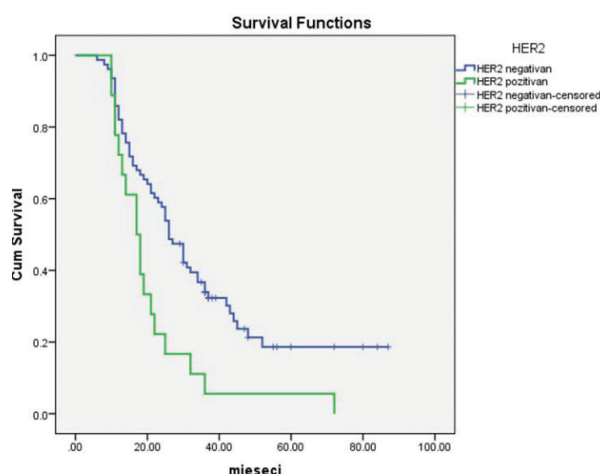 Survival Functions
HER2
HER2 negativan
HER2 pozitivan
HER2 negativan-censored
HER2 pozitivan-censored
Cum Survival
1.0
0.8
0.6
0.4
0.2
0.0
.00 20.00 40.00 60.00 80.00 100.00
mjeseci